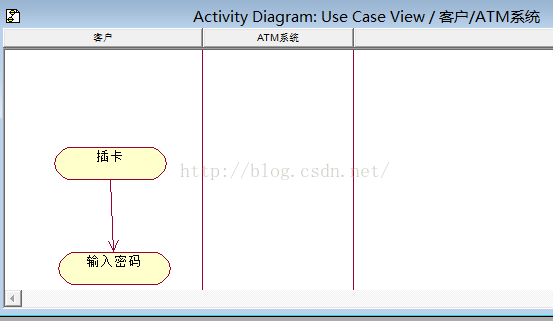 Activity Diagram: Use Case View / 客户/ATM系统
客户
ATM系统
插卡
http://blog.csdn.net/
输入密码